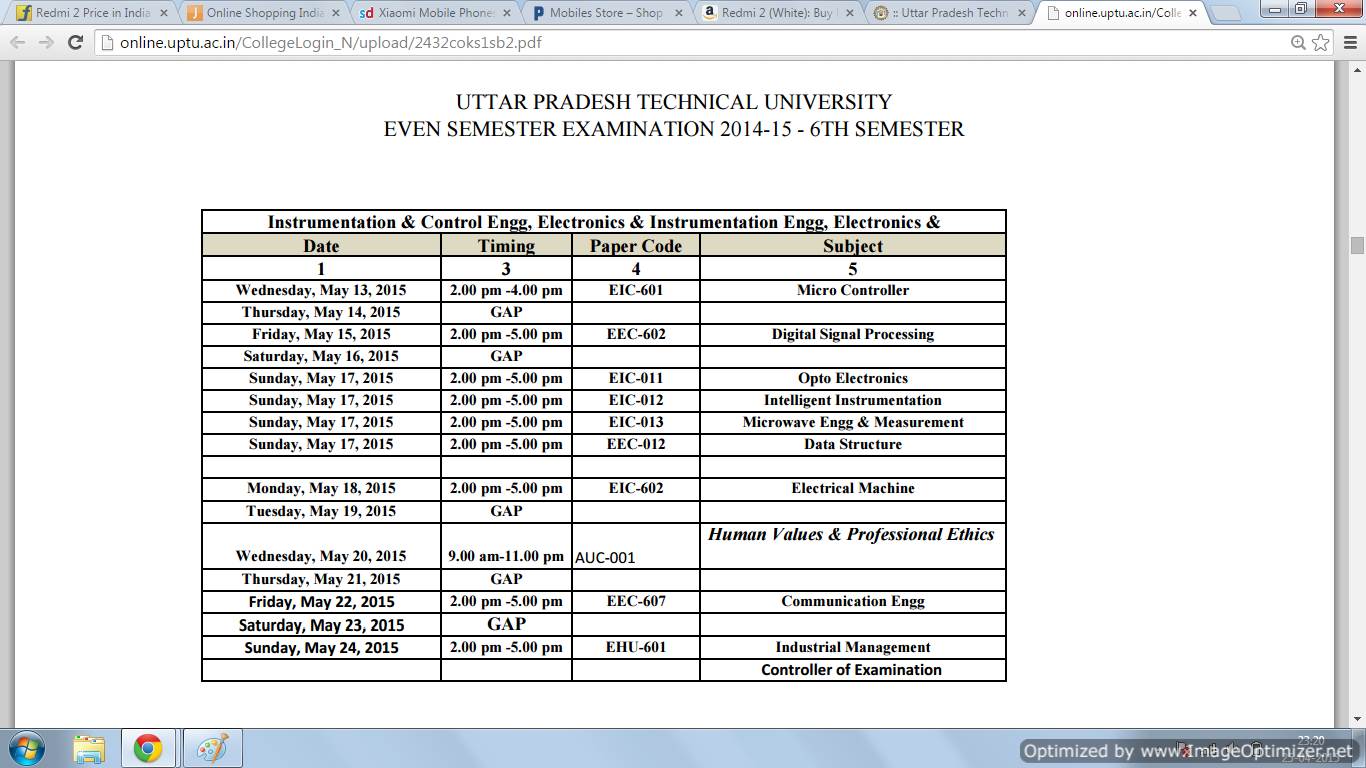 Redmi 2 Price in India
Online Shopping India
Xiaomi Mobile Phone
Mobiles Store – Shop
Redmi 2 (White): Buy
:: Uttar Pradesh Techn
online.uptu.ac.in/Colle
online.uptu.ac.in/CollegeLogin_N/upload/2432coks1sb2.pdf
UTTAR PRADESH TECHNICAL UNIVERSITY
EVEN SEMESTER EXAMINATION 2014-15 - 6TH SEMESTER
Instrumentation & Control Engg, Electronics & Instrumentation Engg, Electronics &
Date Timing Paper Code Subject
1 3 4 5
Wednesday, May 13, 2015 2.00 pm -4.00 pm EIC-601 Micro Controller
Thursday, May 14, 2015 GAP
Friday, May 15, 2015 2.00 pm -5.00 pm EEC-602 Digital Signal Processing
Saturday, May 16, 2015 GAP
Sunday, May 17, 2015 2.00 pm -5.00 pm EIC-011 Opto Electronics
Sunday, May 17, 2015 2.00 pm -5.00 pm EIC-012 Intelligent Instrumentation
Sunday, May 17, 2015 2.00 pm -5.00 pm EIC-013 Microwave Engg & Measurement
Sunday, May 17, 2015 2.00 pm -5.00 pm EEC-012 Data Structure
Monday, May 18, 2015 2.00 pm -5.00 pm EIC-602 Electrical Machine
Tuesday, May 19, 2015 GAP
Human Values & Professional Ethics
Wednesday, May 20, 2015 9.00 am-11.00 pm AUC-001
Thursday, May 21, 2015 GAP
Friday, May 22, 2015 2.00 pm -5.00 pm EEC-607 Communication Engg
Saturday, May 23, 2015 GAP
Sunday, May 24, 2015 2.00 pm -5.00 pm EHU-601 Industrial Management
Controller of Examination
23:20
Optimized by www.ImageOptimizer.net